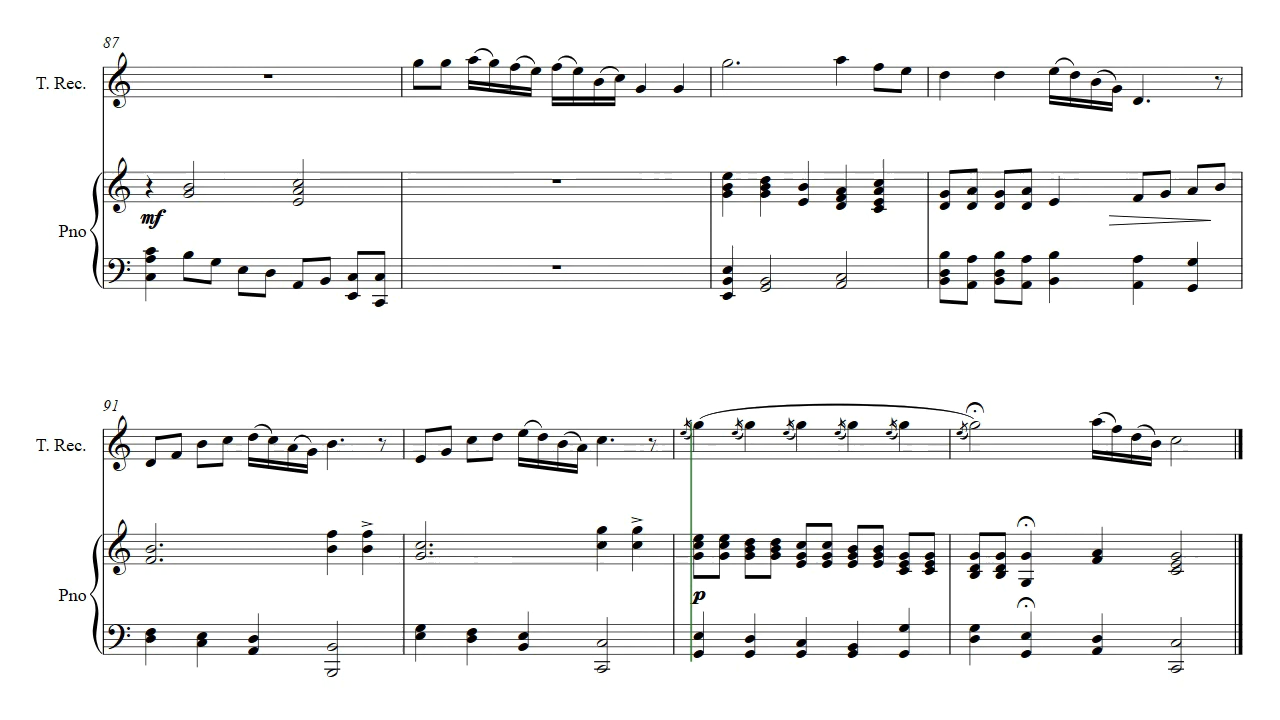 87
T. Rec.
mf
Pno
91
T. Rec.
p
Pno